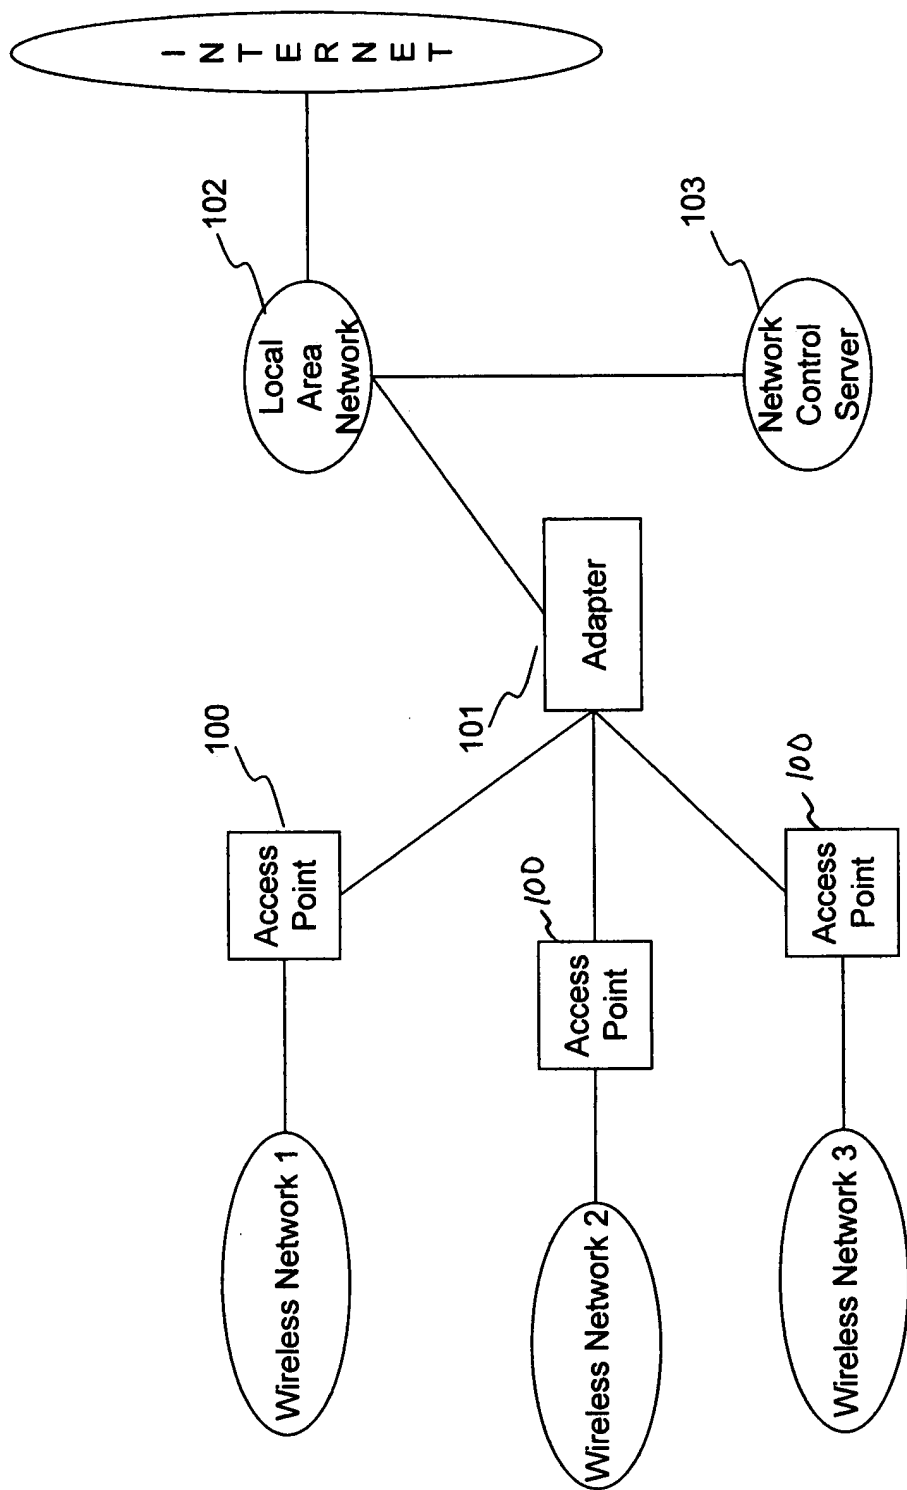 Wireless Network 1
Access
Point
100
Wireless Network 2
Access
Point
100
Wireless Network 3
Access
Point
100
Adapter
101
Local
Area
Network
102
Network
Control
Server
103
INTERNET